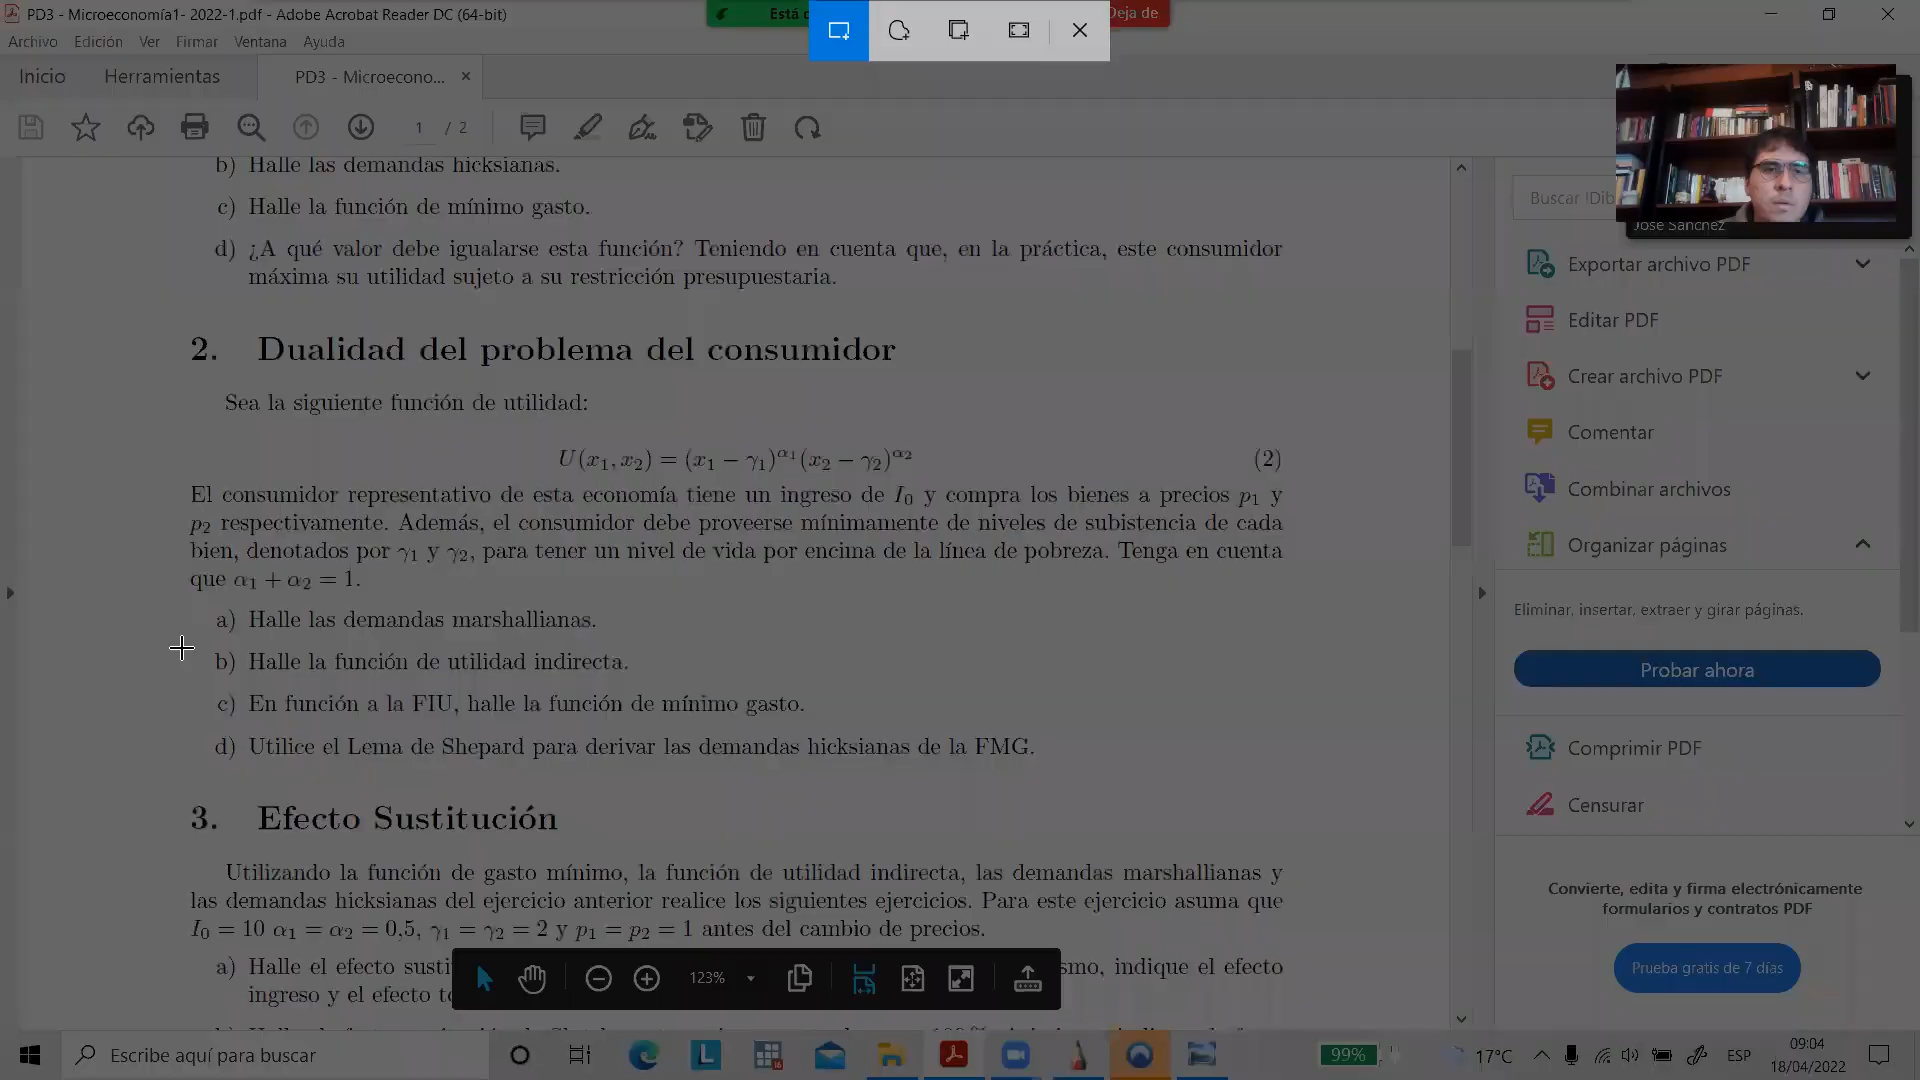 PD3 - Microeconomía1- 2022-1.pdf - Adobe Acrobat Reader DC (64-bit)
Está
Deja de
Archivo Edición Ver Firmar Ventana Ayuda
Inicio Herramientas PD3 - Microecono... ×
1 / 2
José Sánchez
Buscar
b) Halle las demandas hicksianas.
c) Halle la función de mínimo gasto.
d) ¿A qué valor debe igualarse esta función? Teniendo en cuenta que, en la práctica, este consumidor
máxima su utilidad sujeto a su restricción presupuestaria.
2. Dualidad del problema del consumidor
Sea la siguiente función de utilidad:
U(x₁, x₂) = (x₁ − γ₁)^α₁(x₂ − γ₂)^α₂ (2)
El consumidor representativo de esta economía tiene un ingreso de I₀ y compra los bienes a precios p₁ y
p₂ respectivamente. Además, el consumidor debe proveerse mínimamente de niveles de subsistencia de cada
bien, denotados por γ₁ y γ₂, para tener un nivel de vida por encima de la línea de pobreza. Tenga en cuenta
que α₁ + α₂ = 1.
a) Halle las demandas marshallianas.
b) Halle la función de utilidad indirecta.
c) En función a la FIU, halle la función de mínimo gasto.
d) Utilice el Lema de Shepard para derivar las demandas hicksianas de la FMG.
3. Efecto Sustitución
Utilizando la función de gasto mínimo, la función de utilidad indirecta, las demandas marshallianas y
las demandas hicksianas del ejercicio anterior realice los siguientes ejercicios. Para este ejercicio asuma que
I₀ = 10 α₁ = α₂ = 0,5, γ₁ = γ₂ = 2 y p₁ = p₂ = 1 antes del cambio de precios.
a) Halle el efecto susti smo, indique el efecto
ingreso y el efecto to
123%
Exportar archivo PDF
Editar PDF
Crear archivo PDF
Comentar
Combinar archivos
Organizar páginas
Eliminar, insertar, extraer y girar páginas.
Probar ahora
Comprimir PDF
Censurar
Convierte, edita y firma electrónicamente
formularios y contratos PDF
Prueba gratis de 7 días
Escribe aquí para buscar
99%
17°C
ESP
09:04
18/04/2022